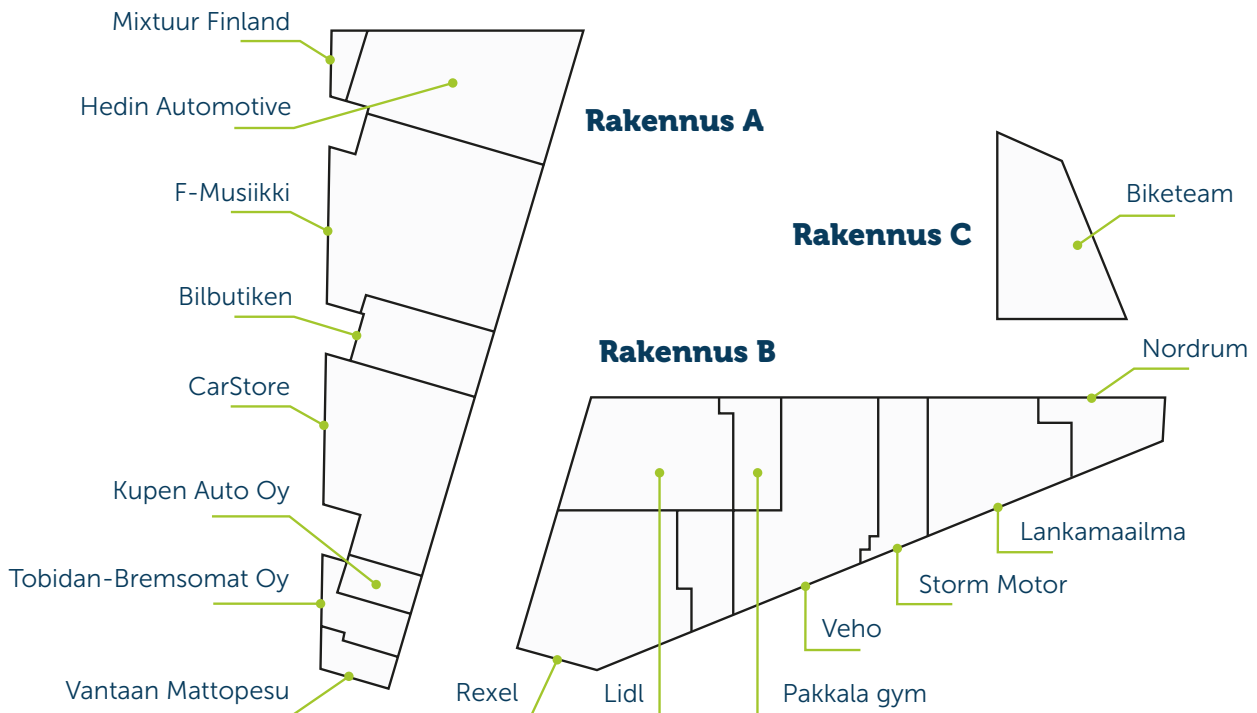 Mixtuur Finland
Hedin Automotive
Rakennus A
F-Musiikki
Biketeam
Rakennus C
Bilbutiken
Nordrum
Rakennus B
CarStore
Kupen Auto Oy
Lankamaailma
Tobidan-Bremsomat Oy
Storm Motor
Veho
Vantaan Mattopesu
Rexel
Lidl
Pakkala gym